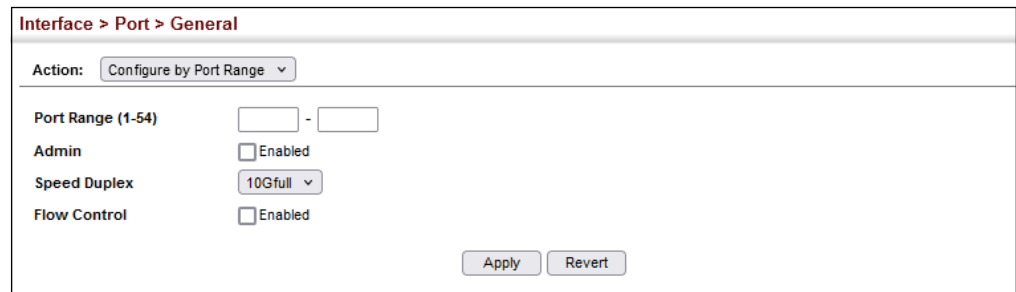 Interface > Port > General
Action: Configure by Port Range
Port Range (1-54) -
Admin Enabled
Speed Duplex 10Gfull
Flow Control Enabled
Apply Revert